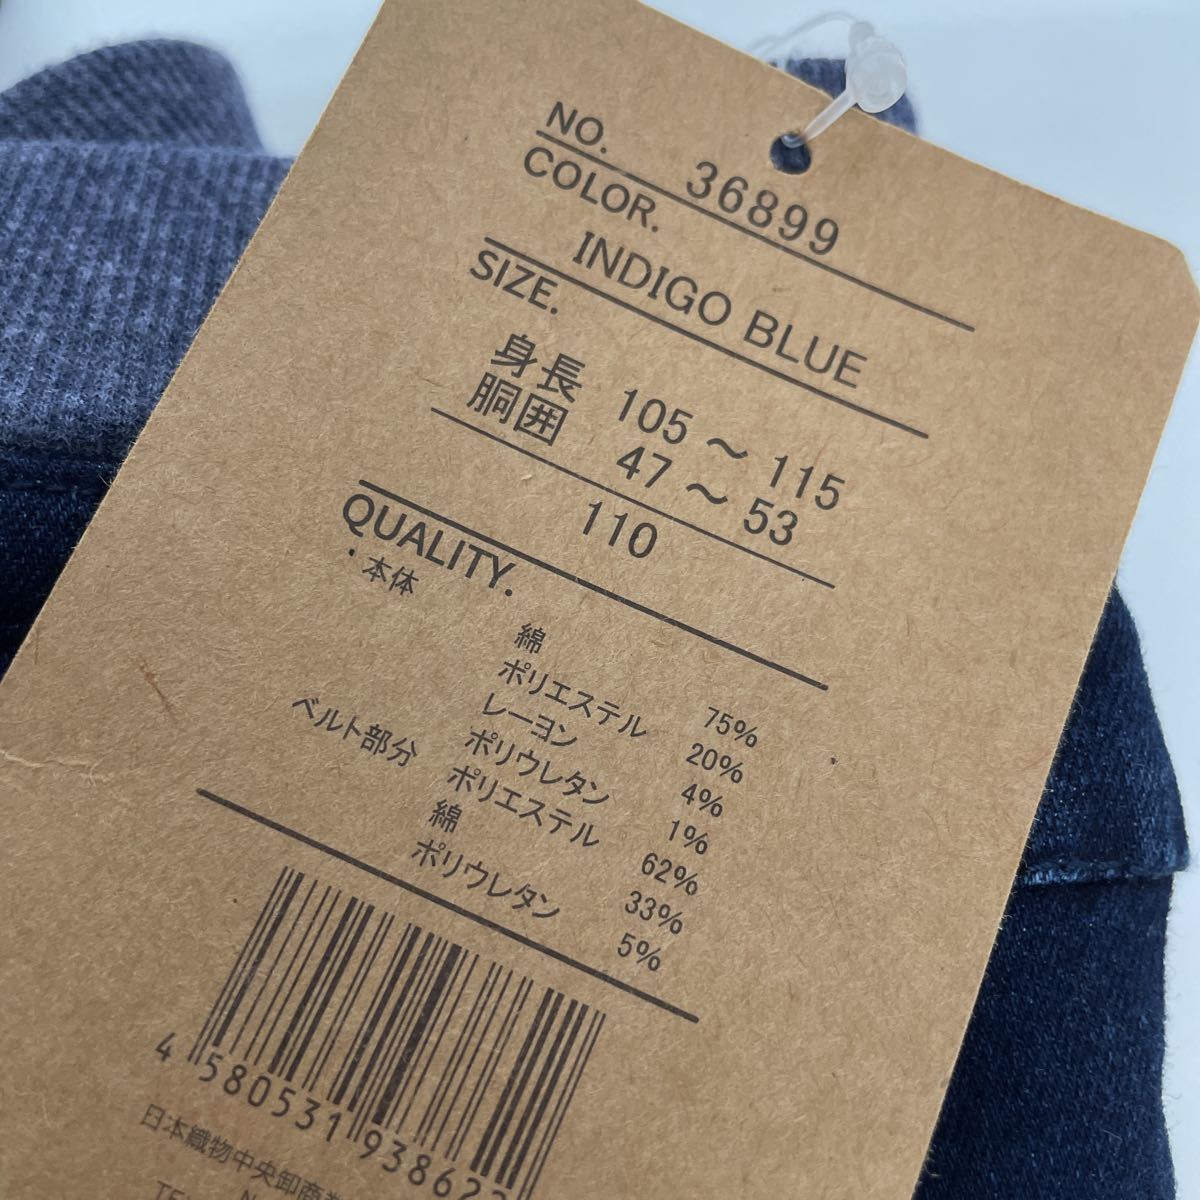 NO. 36899
COLOR.
INDIGO BLUE
SIZE.
身長 105 ～ 115
胴囲 47 ～ 53
110
QUALITY.
・本体
綿 75%
ポリエステル 20%
レーヨン 4%
ポリウレタン 1%
ベルト部分 ポリエステル 62%
綿 33%
ポリウレタン 5%
4 580531 93862
日本織物中央卸商業